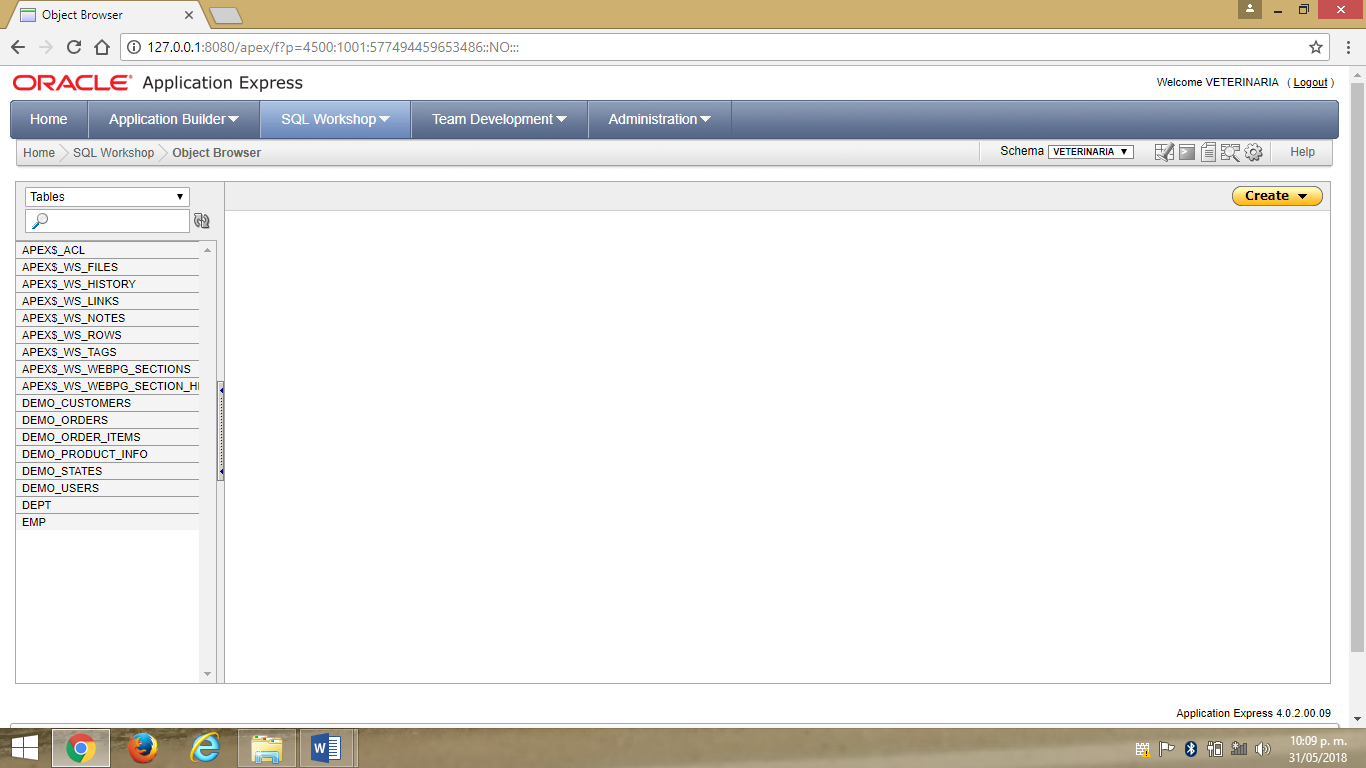 Object Browser
127.0.0.1:8080/apex/f?p=4500:1001:577494459653486::NO:::
ORACLE® Application Express
Welcome VETERINARIA ( Logout )
Home Application Builder SQL Workshop Team Development Administration
Home SQL Workshop Object Browser Schema VETERINARIA Help
Tables
Create
APEX$_ACL
APEX$_WS_FILES
APEX$_WS_HISTORY
APEX$_WS_LINKS
APEX$_WS_NOTES
APEX$_WS_ROWS
APEX$_WS_TAGS
APEX$_WS_WEBPG_SECTIONS
APEX$_WS_WEBPG_SECTION_HI
DEMO_CUSTOMERS
DEMO_ORDERS
DEMO_ORDER_ITEMS
DEMO_PRODUCT_INFO
DEMO_STATES
DEMO_USERS
DEPT
EMP
Application Express 4.0.2.00.09
10:09 p. m.
31/05/2018